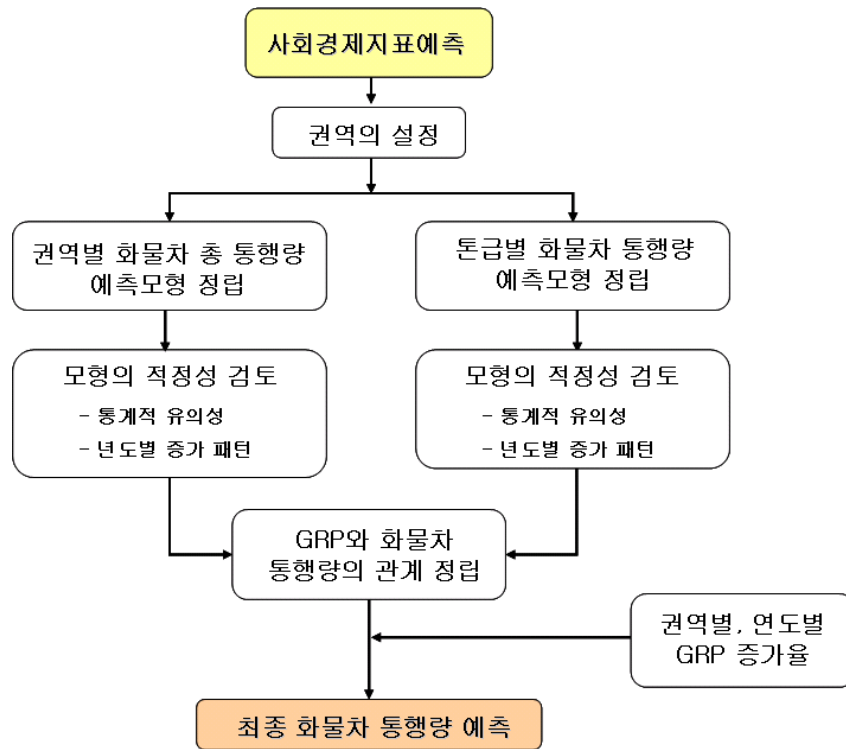 사회경제지표예측
권역의 설정
권역별 화물차 총 통행량
예측모형 정립
톤급별 화물차 통행량
예측모형 정립
모형의 적정성 검토
- 통계적 유의성
- 년도별 증가 패턴
모형의 적정성 검토
- 통계적 유의성
- 년도별 증가 패턴
GRP와 화물차
통행량의 관계 정립
권역별, 연도별
GRP 증가율
최종 화물차 통행량 예측